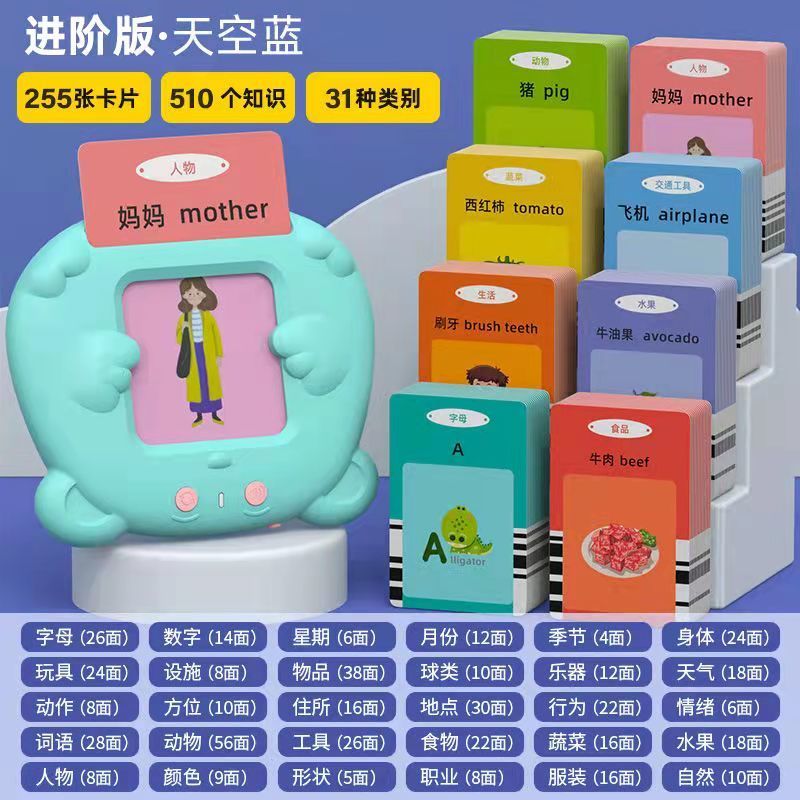 进阶版·天空蓝
255张卡片
510 个知识
31种类别
人物
妈妈 mother
动物
猪 pig
人物
妈妈 mother
蔬菜
西红柿 tomato
交通工具
飞机 airplane
生活
刷牙 brush teeth
水果
牛油果 avocado
字母
A
A
lligator
食品
牛肉 beef
字母 (26面) 数字 (14面) 星期 (6面) 月份 (12面) 季节 (4面) 身体 (24面)
玩具 (24面) 设施 (8面) 物品 (38面) 球类 (10面) 乐器 (12面) 天气 (18面)
动作 (8面) 方位 (10面) 住所 (16面) 地点 (30面) 行为 (22面) 情绪 (6面)
词语 (28面) 动物 (56面) 工具 (26面) 食物 (22面) 蔬菜 (16面) 水果 (18面)
人物 (8面) 颜色 (9面) 形状 (5面) 职业 (8面) 服装 (16面) 自然 (10面)